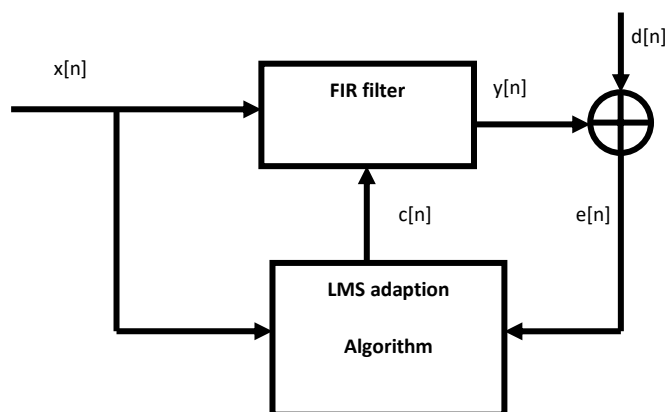 d[n]
x[n]
FIR filter
y[n]
c[n]
e[n]
LMS adaption
Algorithm